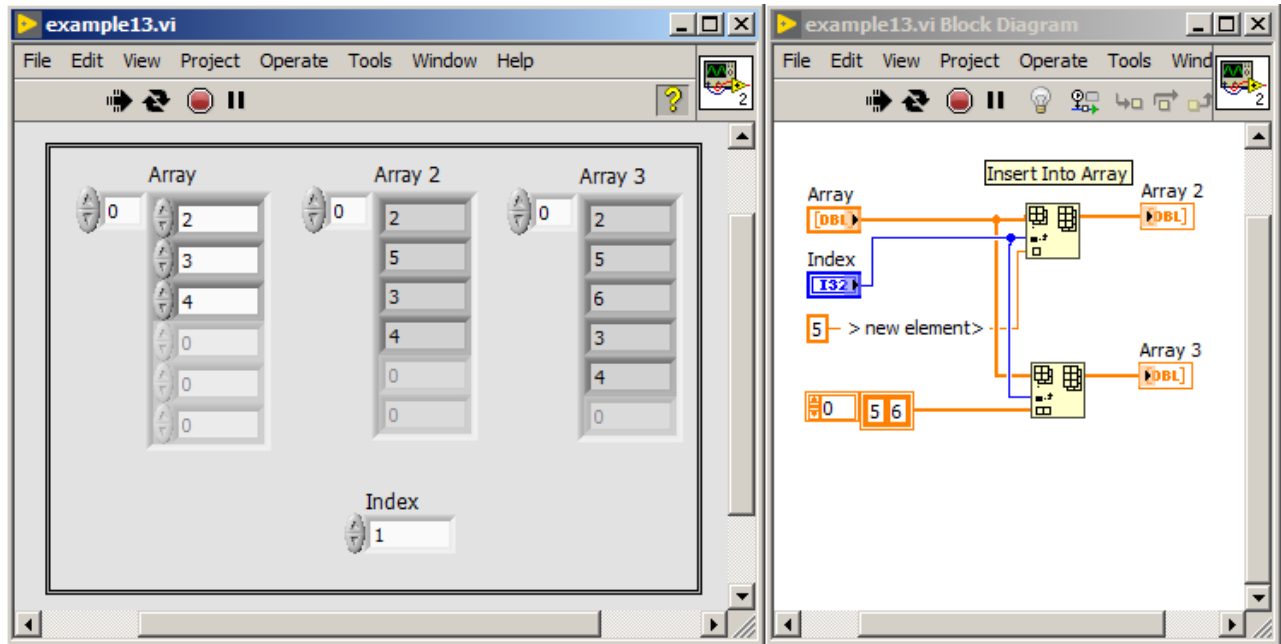 example13.vi
File Edit View Project Operate Tools Window Help
2
Array
0
2
3
4
0
0
0
Array 2
0
2
5
3
4
0
0
Array 3
0
2
5
6
3
4
0
Index
1
example13.vi Block Diagram
File Edit View Project Operate Tools Wind
2
Insert Into Array
Array
[DBL]
Index
I32
5 > new element>
0 5 6
Array 2
DBL]
Array 3
DBL]